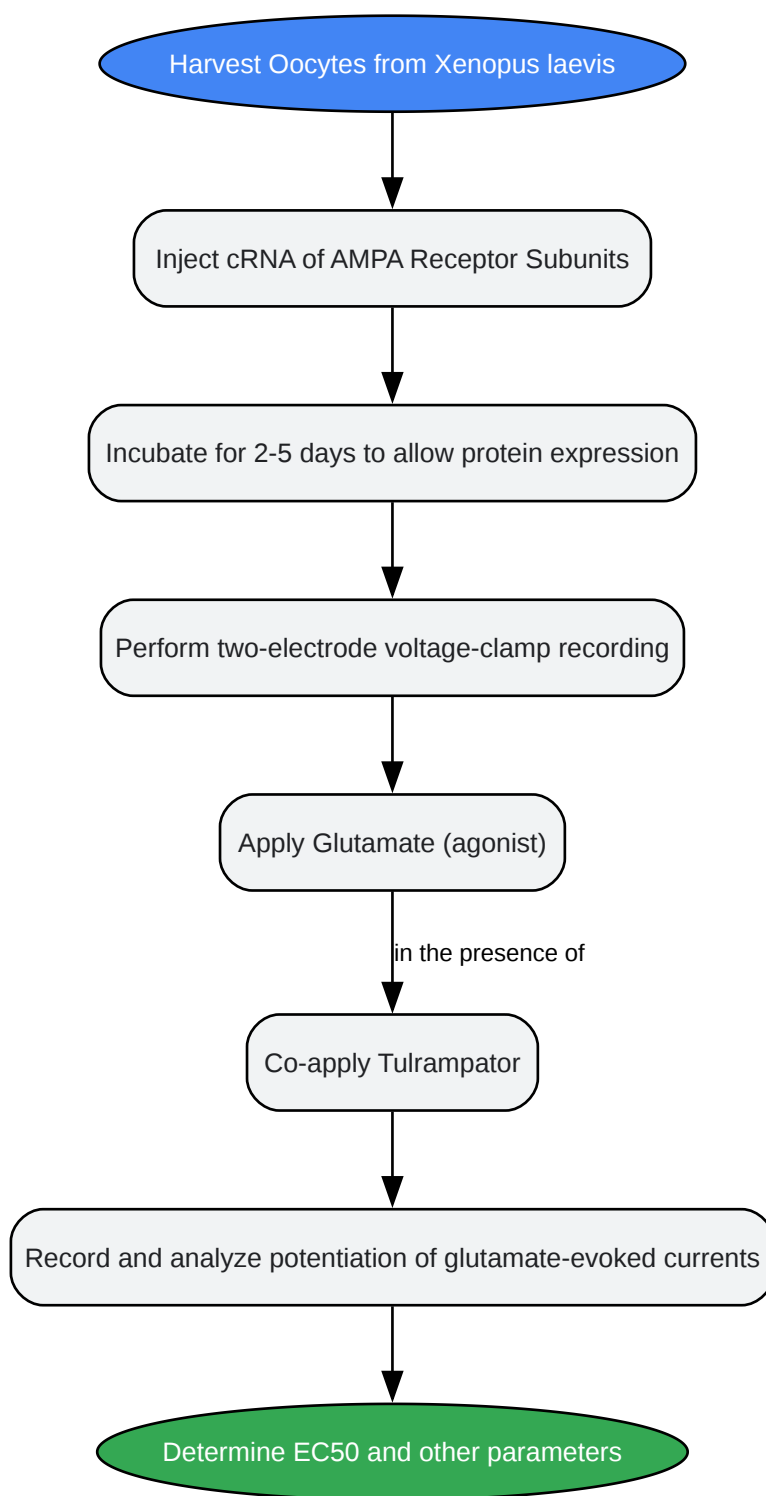 Harvest Oocytes from Xenopus laevis
Inject cRNA of AMPA Receptor Subunits
Incubate for 2-5 days to allow protein expression
Perform two-electrode voltage-clamp recording
Apply Glutamate (agonist)
in the presence of
Co-apply Tulrampator
Record and analyze potentiation of glutamate-evoked currents
Determine EC50 and other parameters